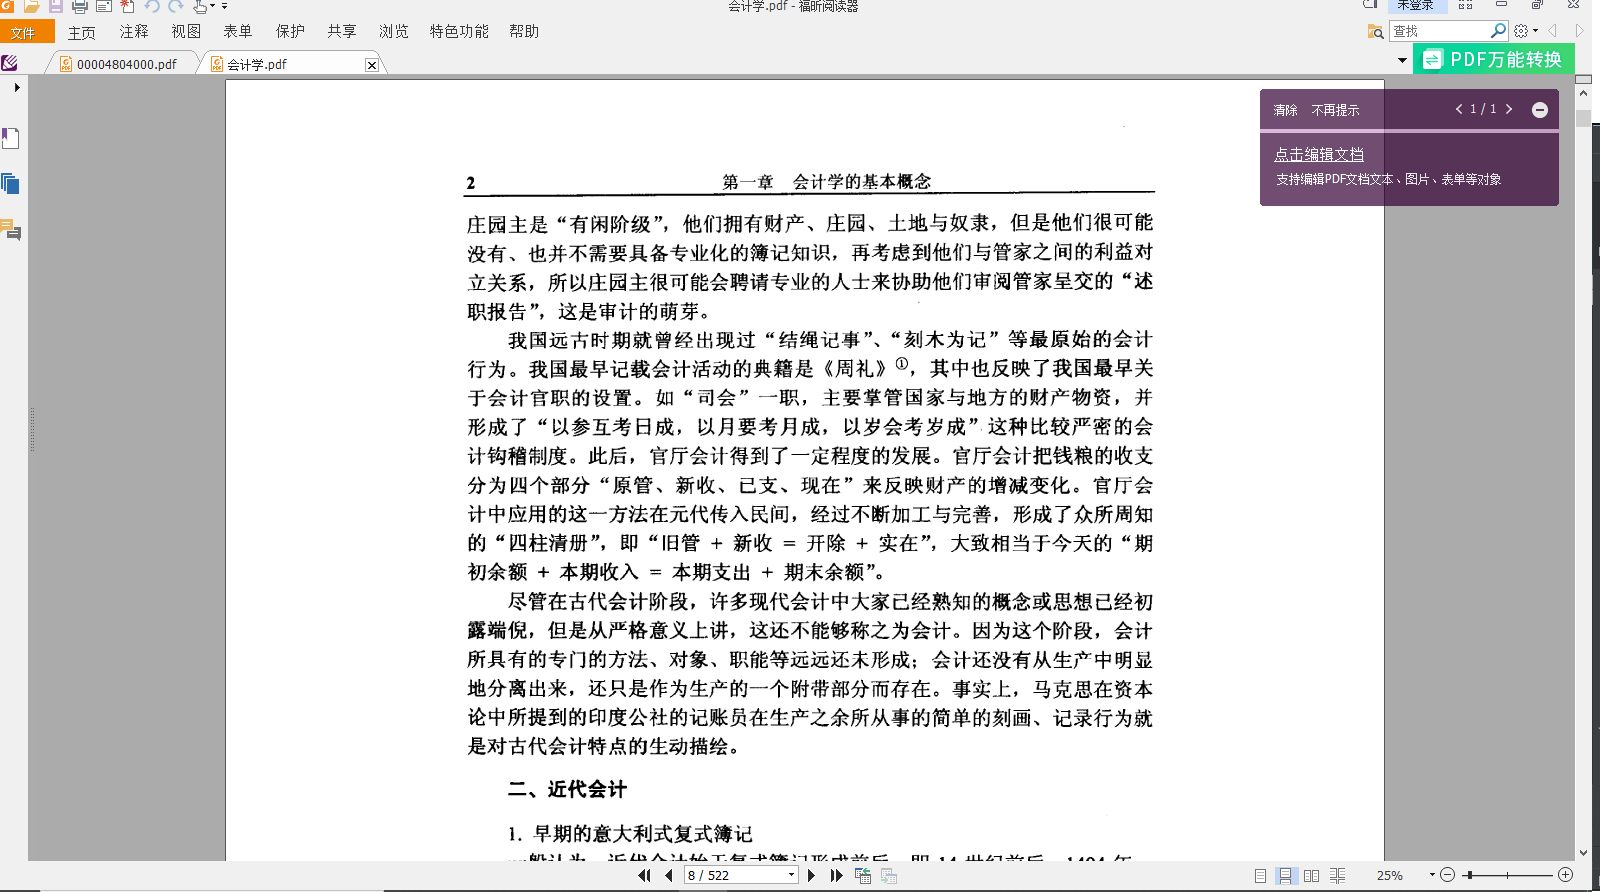 会计学.pdf - 福昕阅读器
未登录
文件 主页 注释 视图 表单 保护 共享 浏览 特色功能 帮助
查找
00004804000.pdf
会计学.pdf
PDF万能转换
清除 不再提示 1 / 1
点击编辑文档
支持编辑PDF文档文本、图片、表单等对象
2 第一章 会计学的基本概念
庄园主是“有闲阶级”，他们拥有财产、庄园、土地与奴隶，但是他们很可能
没有、也并不需要具备专业化的簿记知识，再考虑到他们与管家之间的利益对
立关系，所以庄园主很可能会聘请专业的人士来协助他们审阅管家呈交的“述
职报告”，这是审计的萌芽。
我国远古时期就曾经出现过“结绳记事”、“刻木为记”等最原始的会计
行为。我国最早记载会计活动的典籍是《周礼》①，其中也反映了我国最早关
于会计官职的设置。如“司会”一职，主要掌管国家与地方的财产物资，并
形成了“以参互考日成，以月要考月成，以岁会考岁成”这种比较严密的会
计钩稽制度。此后，官厅会计得到了一定程度的发展。官厅会计把钱粮的收支
分为四个部分“原管、新收、已支、现在”来反映财产的增减变化。官厅会
计中应用的这一方法在元代传入民间，经过不断加工与完善，形成了众所周知
的“四柱清册”，即“旧管 + 新收 = 开除 + 实在”，大致相当于今天的“期
初余额 + 本期收入 = 本期支出 + 期末余额”。
尽管在古代会计阶段，许多现代会计中大家已经熟知的概念或思想已经初
露端倪，但是从严格意义上讲，这还不能够称之为会计。因为这个阶段，会计
所具有的专门的方法、对象、职能等远远还未形成；会计还没有从生产中明显
地分离出来，还只是作为生产的一个附带部分而存在。事实上，马克思在资本
论中所提到的印度公社的记账员在生产之余所从事的简单的刻画、记录行为就
是对古代会计特点的生动描绘。
二、近代会计
1. 早期的意大利式复式簿记
一般认为，近代会计始于复式簿记形成前后，即 14 世纪前后。1494 年，
8 / 522
25%